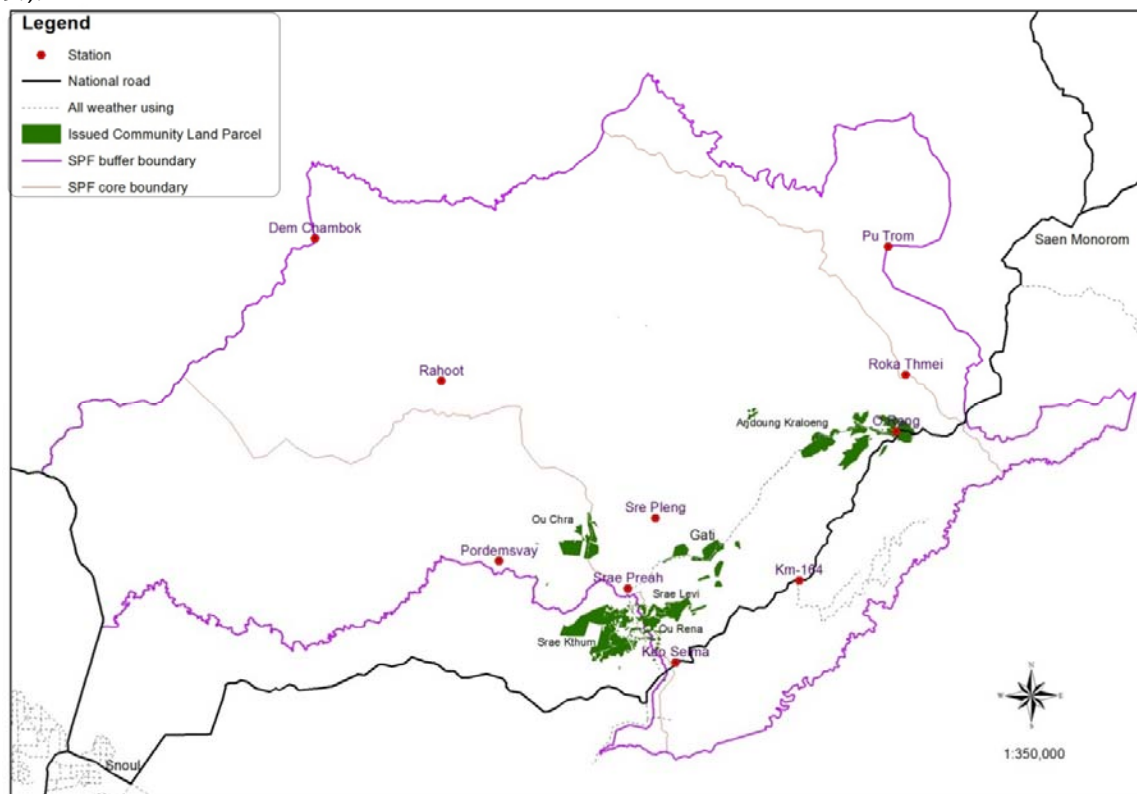 Legend
Station
National road
All weather using
Issued Community Land Parcel
SPF buffer boundary
SPF core boundary
Dem Chambok
Pu Trom
Saen Monorom
Rahoot
Roka Thmei
Andoung Kraloeng
Sre Pleng
Ou Chra
Gati
Pordemsvay
Km-164
Srae Preah
Srae Levi
Ou Rena
Srae Kthum
Seima
N
W
E
S
1:350,000
Snoul